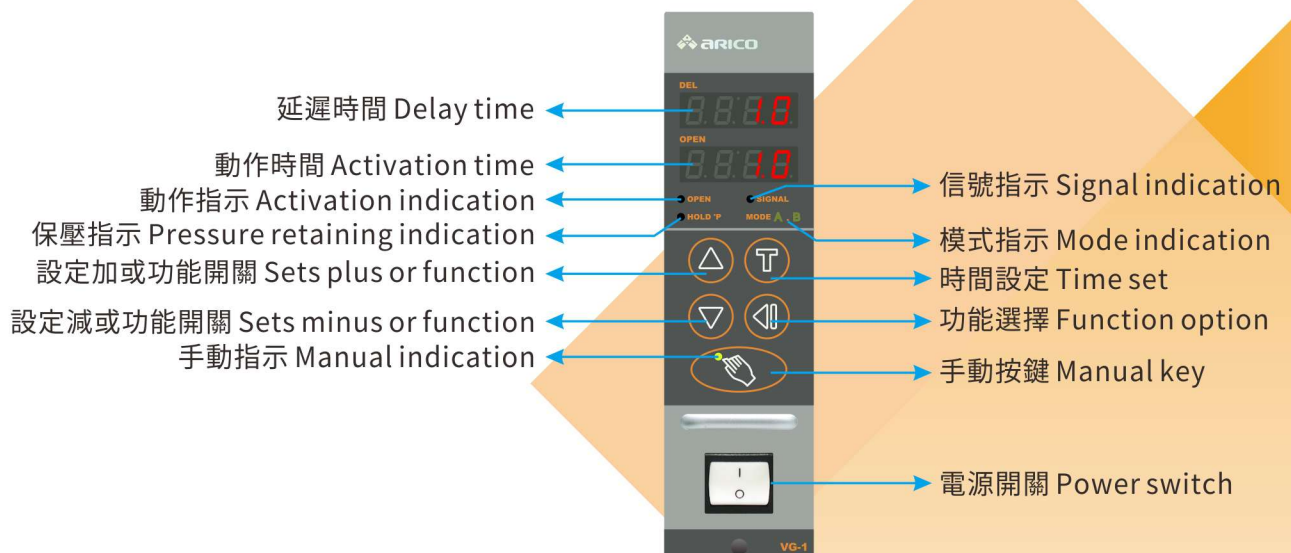 ARICO
DEL
1.0
OPEN
1.0
OPEN
SIGNAL
HOLD 'P
MODE A . B
T
VG-1
延遲時間 Delay time
動作時間 Activation time
動作指示 Activation indication
保壓指示 Pressure retaining indication
設定加或功能開關 Sets plus or function
設定減或功能開關 Sets minus or function
手動指示 Manual indication
信號指示 Signal indication
模式指示 Mode indication
時間設定 Time set
功能選擇 Function option
手動按鍵 Manual key
電源開關 Power switch